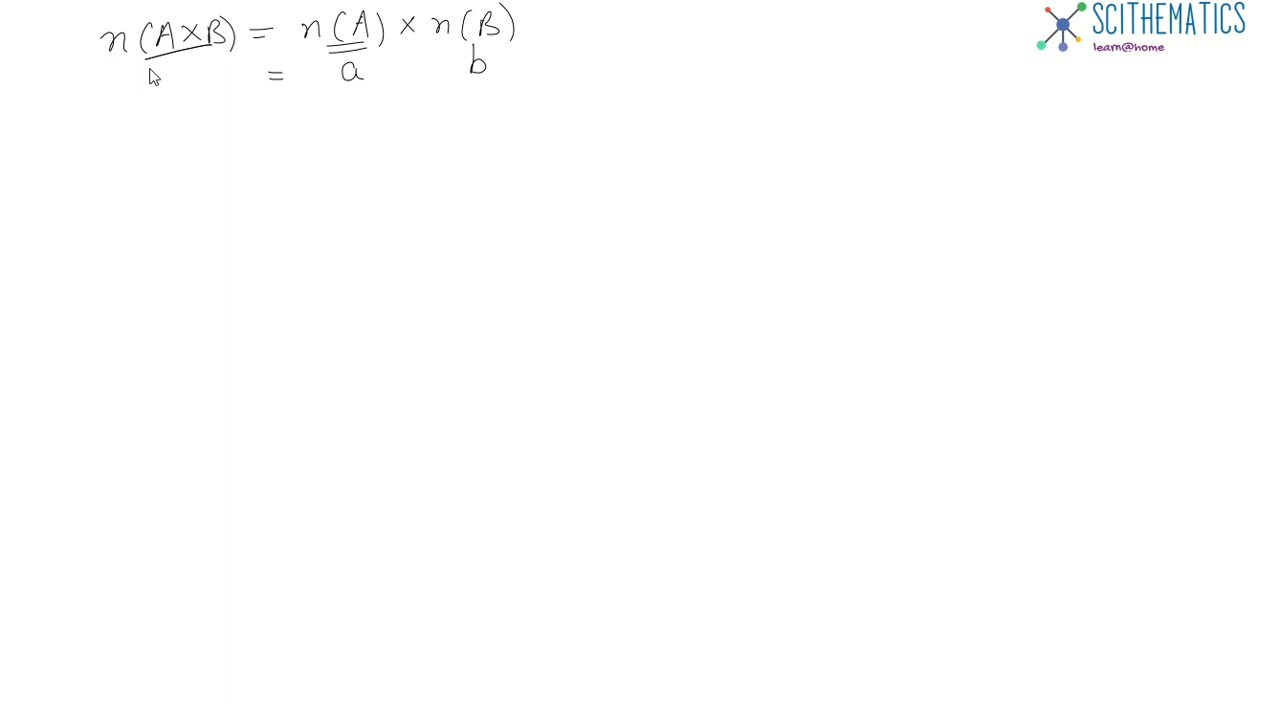 n (A×B) = n (A) × n (B)
= a b
SCITHEMATICS
learn@home